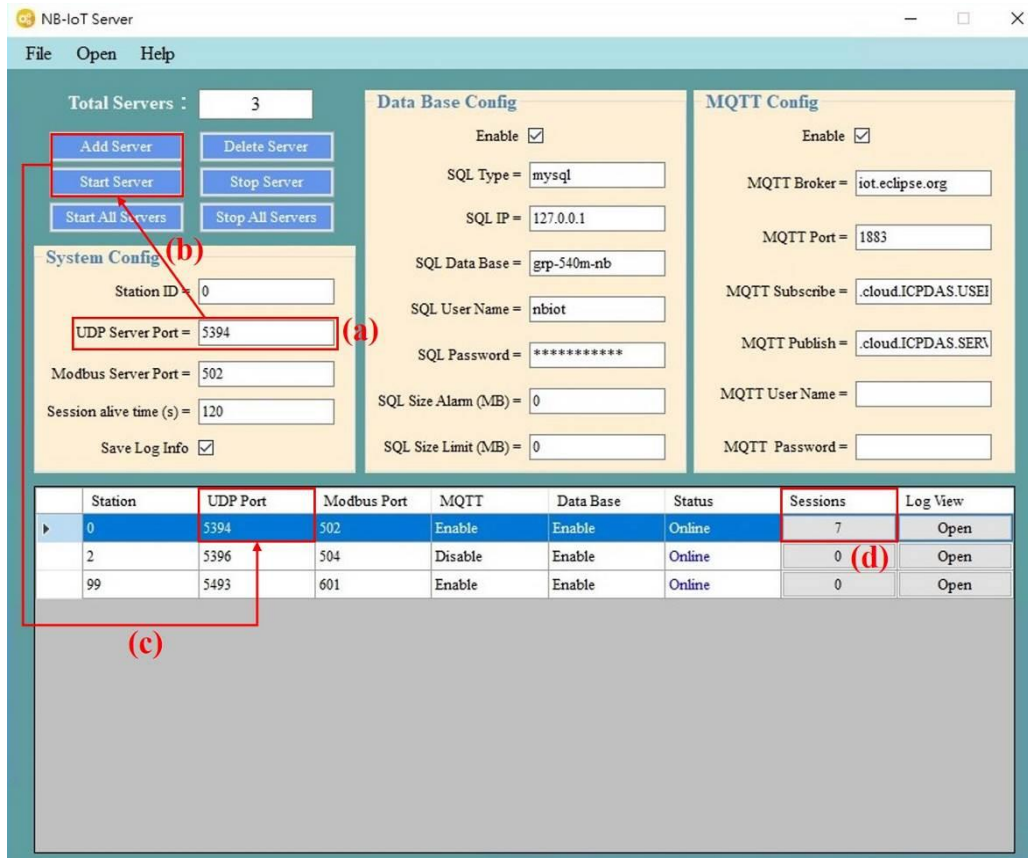 NB-IoT Server
File Open Help
Total Servers : 3
Add Server Delete Server
Start Server Stop Server
Start All Servers Stop All Servers
(b)
System Config
Station ID = 0
UDP Server Port = 5394
(a)
Modbus Server Port = 502
Session alive time (s) = 120
Save Log Info
Data Base Config
Enable
SQL Type = mysql
SQL IP = 127.0.0.1
SQL Data Base = grp-540m-nb
SQL User Name = nbiot
SQL Password = ***********
SQL Size Alarm (MB) = 0
SQL Size Limit (MB) = 0
MQTT Config
Enable
MQTT Broker = iot.eclipse.org
MQTT Port = 1883
MQTT Subscribe = .cloud.ICPDAS.USE
MQTT Publish = .cloud.ICPDAS.SER
MQTT User Name =
MQTT Password =
Station UDP Port Modbus Port MQTT Data Base Status Sessions Log View
0 5394 502 Enable Enable Online 7 Open
2 5396 504 Disable Enable Online 0 Open
(d)
99 5493 601 Enable Enable Online 0 Open
(c)